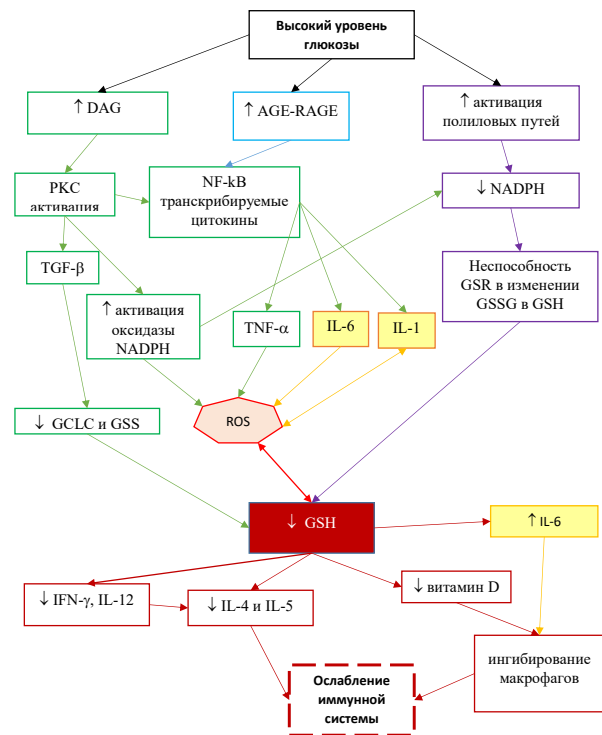 Высокий уровень
глюкозы
↑ DAG
↑ AGE-RAGE
↑ активация
полиловых путей
PKC
активация
NF-kB
транскрибируемые
цитокины
↓ NADPH
TGF-β
↑ активация
оксидазы
NADPH
TNF-α
IL-6
IL-1
Неспособность
GSR в изменении
GSSG в GSH
↓ GCLC и GSS
ROS
↓ GSH
↑ IL-6
↓ IFN-γ, IL-12
↓ IL-4 и IL-5
↓ витамин D
ингибирование
макрофагов
Ослабление
иммунной
системы